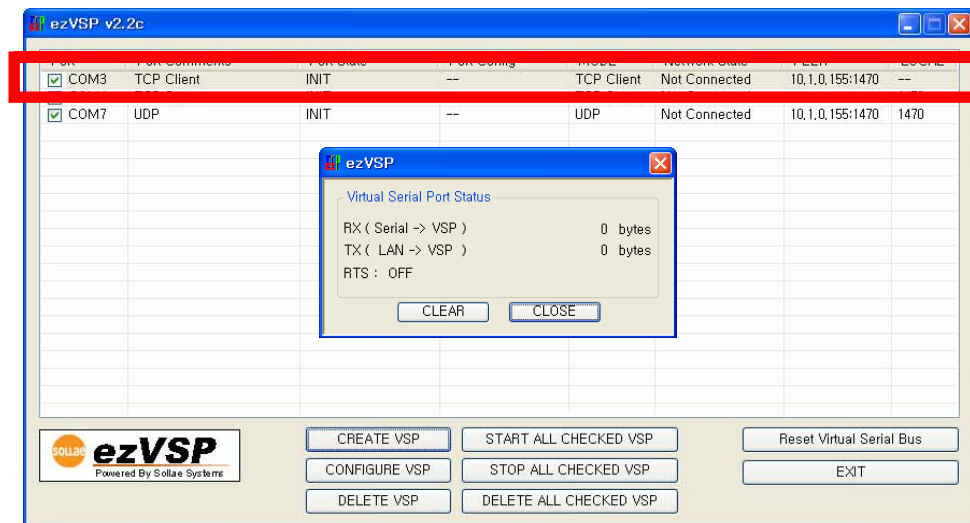 ezVSP v2.2c
COM3 TCP Client INIT -- TCP Client Not Connected 10.1.0.155:1470 --
COM7 UDP INIT -- UDP Not Connected 10.1.0.155:1470 1470
ezVSP
Virtual Serial Port Status
RX ( Serial -> VSP ) 0 bytes
TX ( LAN -> VSP ) 0 bytes
RTS : OFF
CLEAR CLOSE
CREATE VSP START ALL CHECKED VSP Reset Virtual Serial Bus
CONFIGURE VSP STOP ALL CHECKED VSP EXIT
DELETE VSP DELETE ALL CHECKED VSP
SOLLAE ezVSP
Powered By Sollae Systems